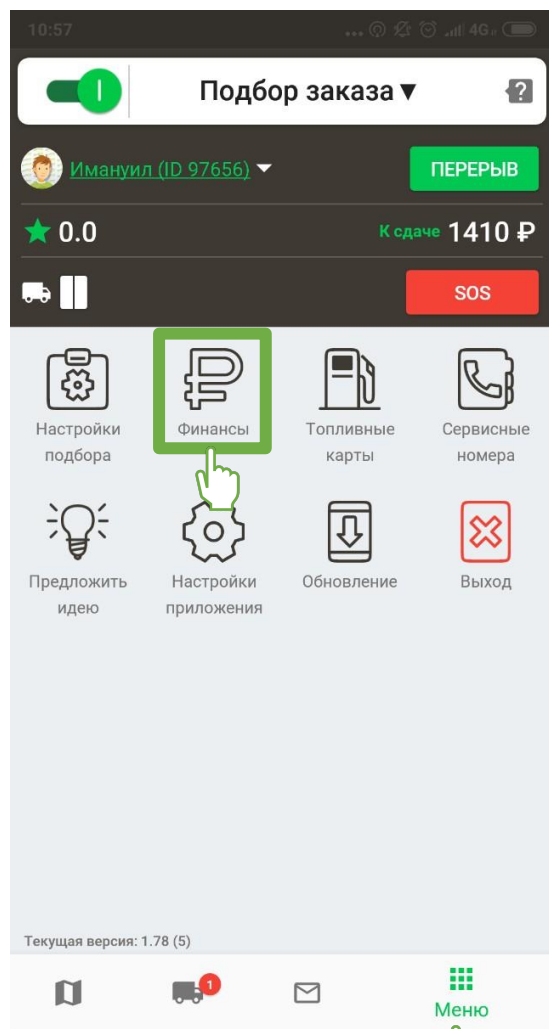 10:57 ... 4G
Подбор заказа ▼ ?
Имануил (ID 97656) ПЕРЕРЫВ
0.0 К сдаче 1410 ₽
SOS
Настройки подбора
Финансы
Топливные карты
Сервисные номера
Предложить идею
Настройки приложения
Обновление
Выход
Текущая версия: 1.78 (5)
1
Меню